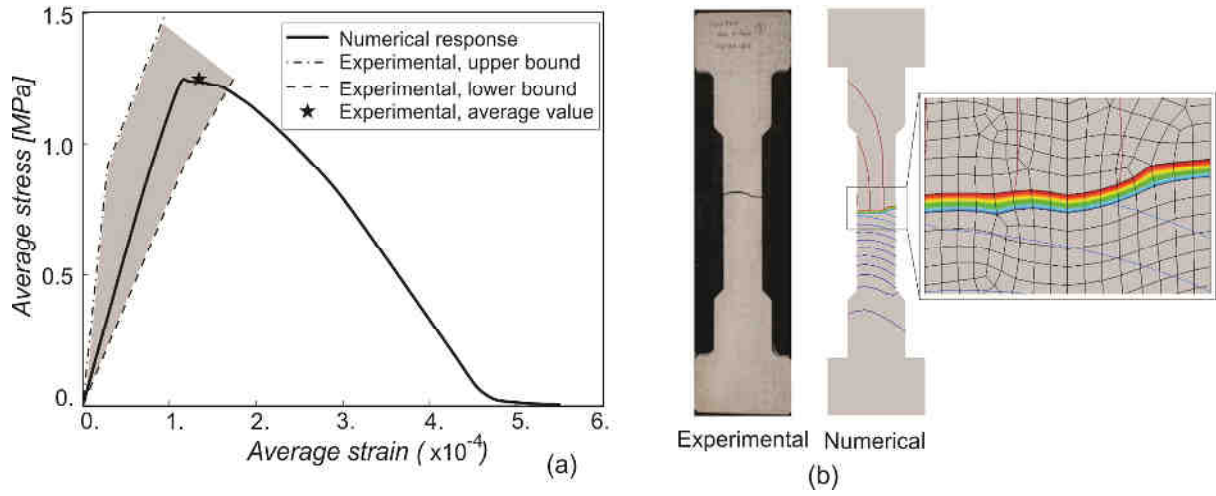 1.5
1.0
0.5
0.
0.
1.
2.
3.
4.
5.
6.
Average stress [MPa]
Average strain (x10⁻⁴)
Numerical response
Experimental, upper bound
Experimental, lower bound
Experimental, average value
(a)
Experimental
Numerical
(b)